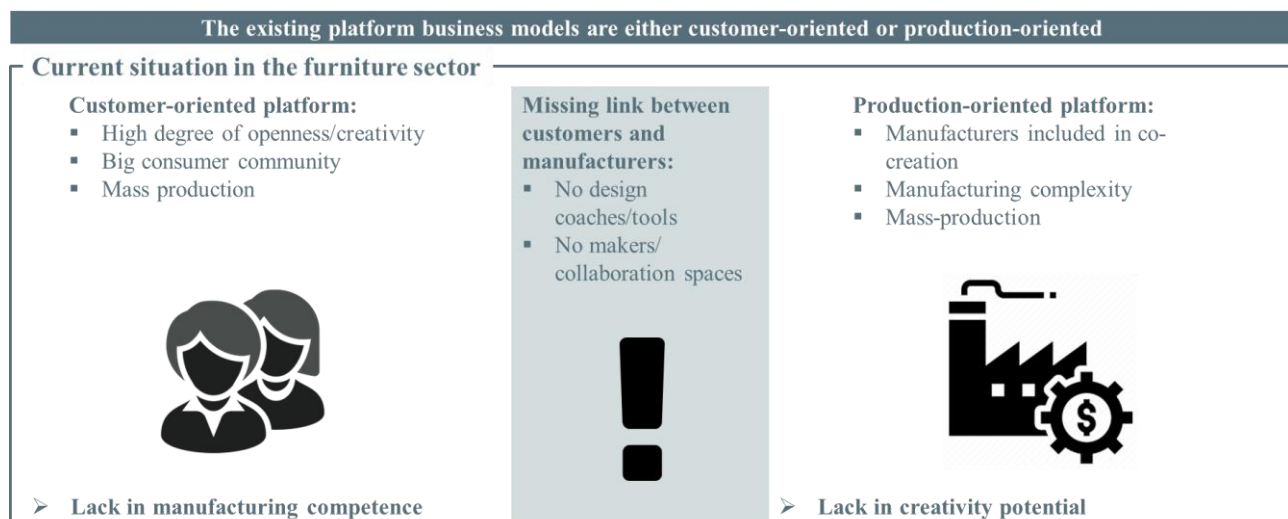 The existing platform business models are either customer-oriented or production-oriented
Current situation in the furniture sector
Customer-oriented platform:
▪ High degree of openness/creativity
▪ Big consumer community
▪ Mass production
Missing link between
customers and
manufacturers:
▪ No design
coaches/tools
▪ No makers/
collaboration spaces
!
Production-oriented platform:
▪ Manufacturers included in co-
creation
▪ Manufacturing complexity
▪ Mass-production
$
➢ Lack in manufacturing competence
➢ Lack in creativity potential